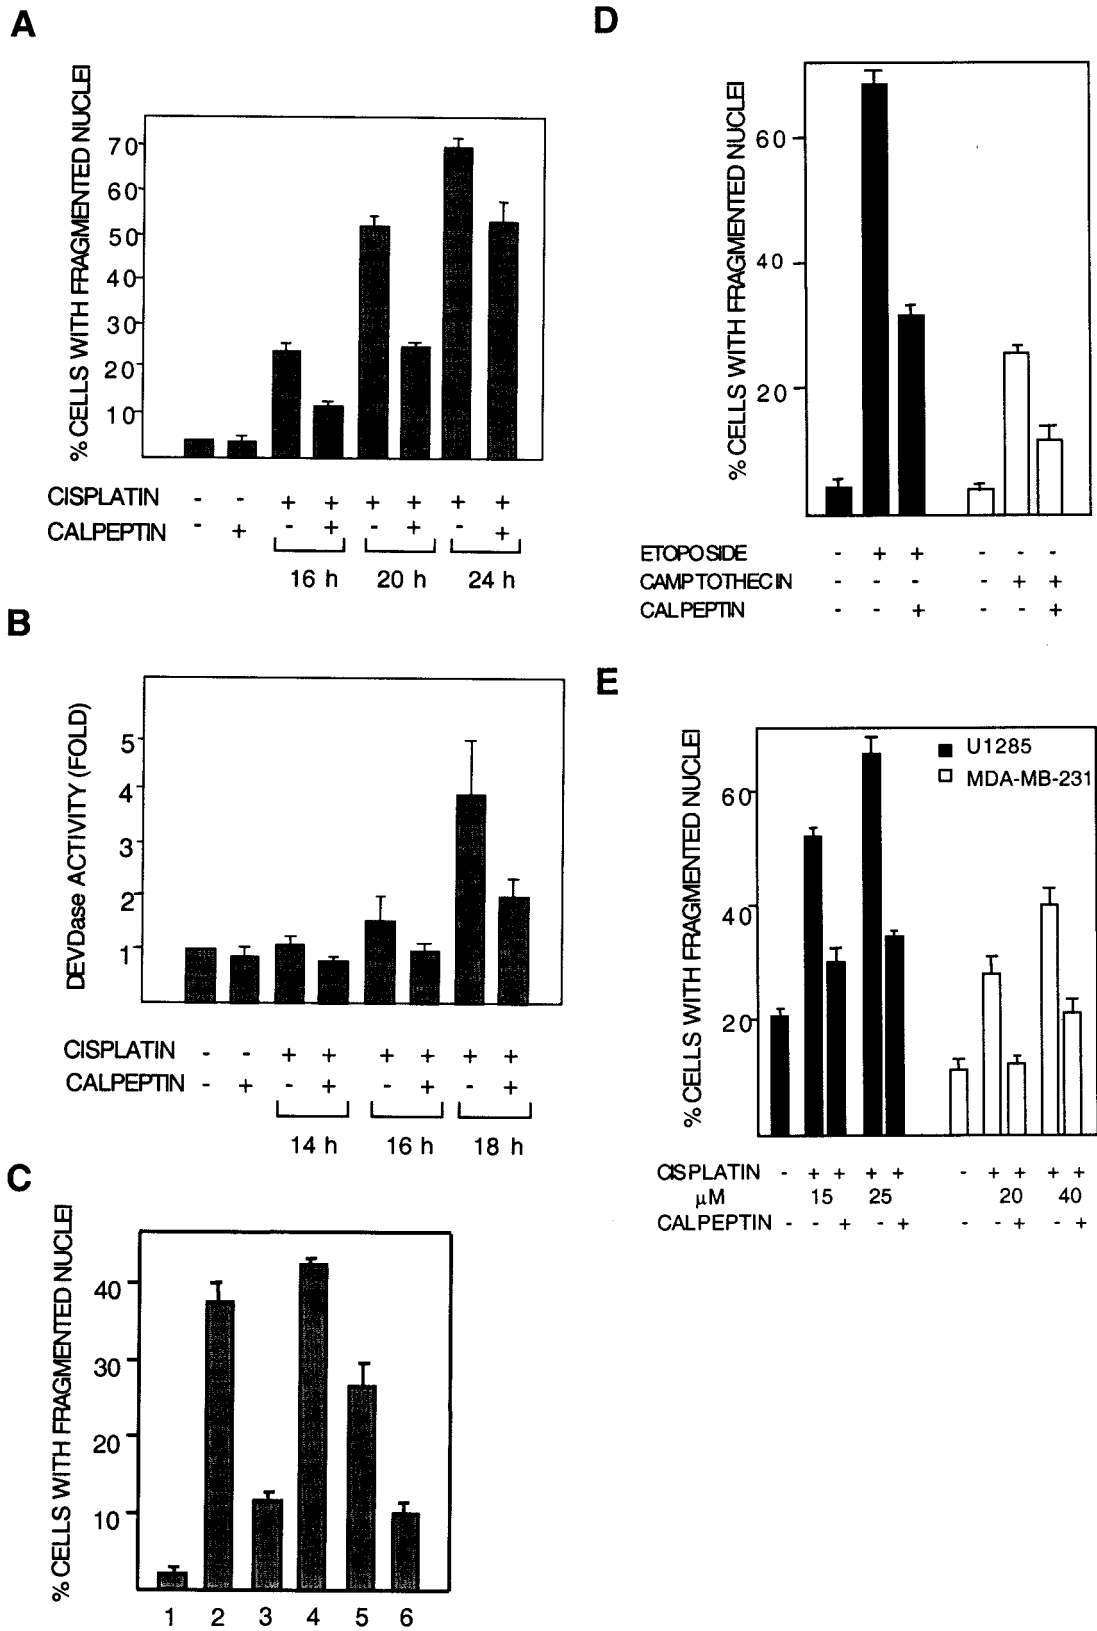 A
% CELLS WITH FRAGMENTED NUCLEI
70
60
50
40
30
20
10
CISPLATIN - - + + + + + +
CALPEPTIN - + - + - + - +
16 h 20 h 24 h
B
DEVDase ACTIVITY (FOLD)
5
4
3
2
1
CISPLATIN - - + + + + + +
CALPEPTIN - + - + - + - +
14 h 16 h 18 h
C
% CELLS WITH FRAGMENTED NUCLEI
40
30
20
10
1 2 3 4 5 6
D
% CELLS WITH FRAGMENTED NUCLEI
60
40
20
ETOPOSIDE - + + - - -
CAMPTOTHECIN - - - - + +
CALPEPTIN - - + - - +
E
% CELLS WITH FRAGMENTED NUCLEI
60
40
20
U1285
MDA-MB-231
CISPLATIN - + + + + - + + + +
µM 15 25 20 40
CALPEPTIN - - + - + - - + - +